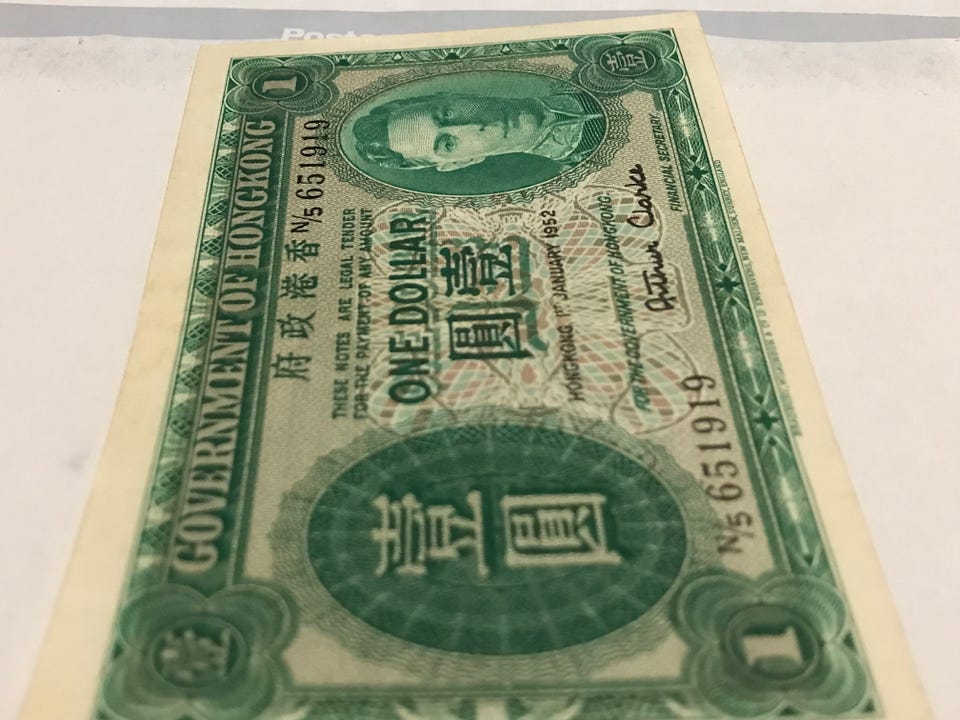 1
壹
GOVERNMENT OF HONGKONG
香港政府
N/5 651919
THESE NOTES ARE LEGAL TENDER
FOR THE PAYMENT OF ANY AMOUNT
ONE DOLLAR
壹圓
壹圓
HONGKONG 1ST JANUARY 1952
FOR THE GOVERNMENT OF HONGKONG
Arthur Clarke
FINANCIAL SECRETARY
N/5 651919
壹
1